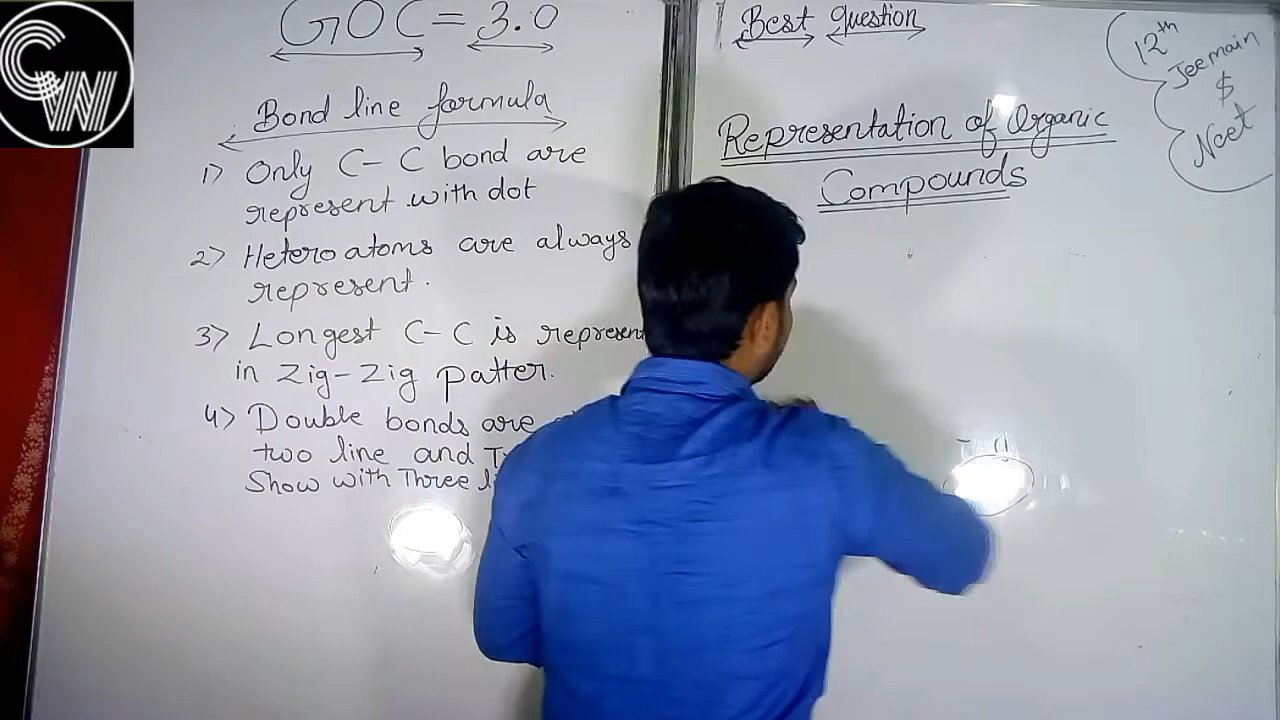 GOC = 3.0
Bond line formula
1) Only C-C bond are
represent with dot
2) Hetero atoms are always
represent.
3) Longest C-C is represent
in Zig-Zig patter.
4) Double bonds are
two line and
Show with Three
Best question
Representation of Organic
Compounds
12th
Jee main
$
Neet
CW